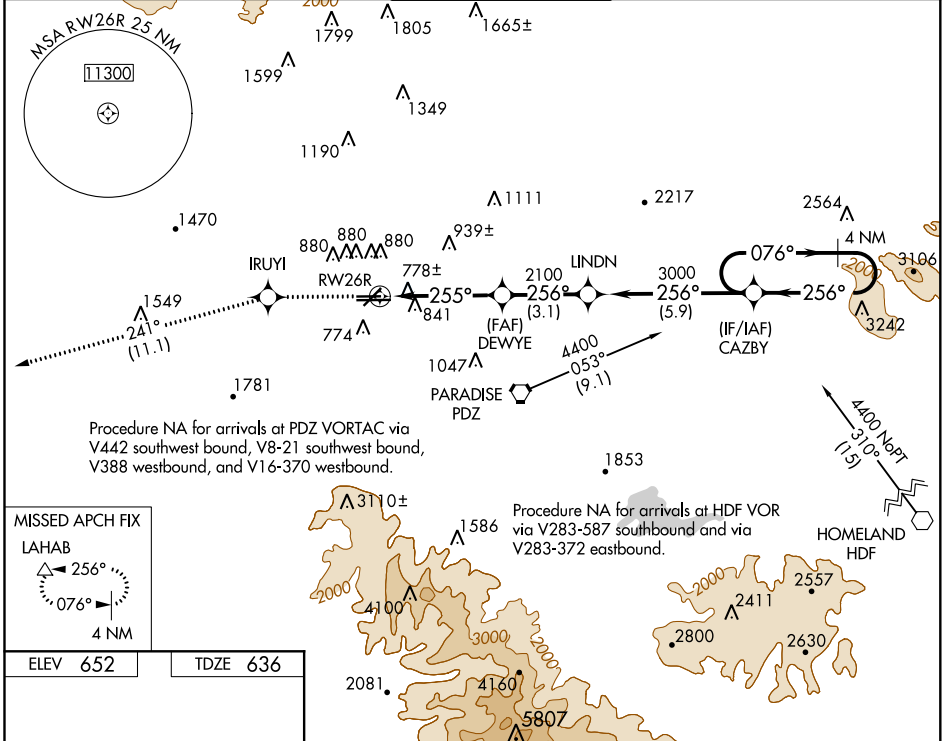 2000
1799
1805
1665±
MSA RW26R 25 NM
11300
1599
1349
1190
1111
2217
2564
1470
939±
880
880
880
076°
4 NM
2000
3106
IRUYI
RW26R
778±
2100
LINDN
3000
255°
256°
256°
256°
(3.1)
(5.9)
1549
841
(FAF)
DEWYE
(IF/IAF)
CAZBY
3242
241°
(11.1)
774
1047
4400
053°
(9.1)
PARADISE
PDZ
1781
Procedure NA for arrivals at PDZ VORTAC via
V442 southwest bound, V8-21 southwest bound,
V388 westbound, and V16-370 westbound.
4400 NoPT
310°
(15)
1853
3110±
1586
Procedure NA for arrivals at HDF VOR
via V283-587 southbound and via
V283-372 eastbound.
HOMELAND
HDF
MISSED APCH FIX
LAHAB
256°
076°
4 NM
2000
4100
3000
2000
2000
2557
2411
2800
2630
ELEV 652
TDZE 636
2081
4160
5807